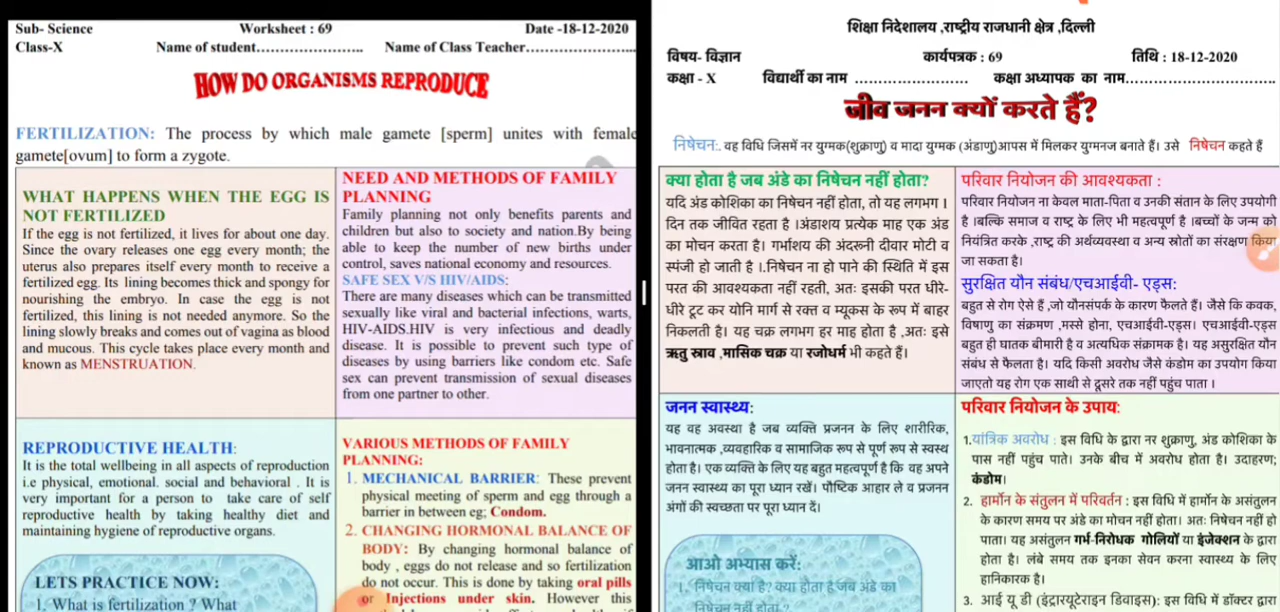 Sub- Science Worksheet : 69 Date -18-12-2020
Class-X Name of student………………….. Name of Class Teacher……………………..
HOW DO ORGANISMS REPRODUCE
FERTILIZATION: The process by which male gamete [sperm] unites with female
gamete[ovum] to form a zygote.
WHAT HAPPENS WHEN THE EGG IS
NOT FERTILIZED
If the egg is not fertilized, it lives for about one day.
Since the ovary releases one egg every month; the
uterus also prepares itself every month to receive a
fertilized egg. Its lining becomes thick and spongy for
nourishing the embryo. In case the egg is not
fertilized, this lining is not needed anymore. So the
lining slowly breaks and comes out of vagina as blood
and mucous. This cycle takes place every month and
known as MENSTRUATION.
NEED AND METHODS OF FAMILY
PLANNING
Family planning not only benefits parents and
children but also to society and nation.By being
able to keep the number of new births under
control, saves national economy and resources.
SAFE SEX V/S HIV/AIDS:
There are many diseases which can be transmitted
sexually like viral and bacterial infections, warts,
HIV-AIDS.HIV is very infectious and deadly
disease. It is possible to prevent such type of
diseases by using barriers like condom etc. Safe
sex can prevent transmission of sexual diseases
from one partner to other.
REPRODUCTIVE HEALTH:
It is the total wellbeing in all aspects of reproduction
i.e physical, emotional. social and behavioral . It is
very important for a person to take care of self
reproductive health by taking healthy diet and
maintaining hygiene of reproductive organs.
LETS PRACTICE NOW:
1. What is fertilization ? What
VARIOUS METHODS OF FAMILY
PLANNING:
1. MECHANICAL BARRIER: These prevent
physical meeting of sperm and egg through a
barrier in between eg; Condom.
2. CHANGING HORMONAL BALANCE OF
BODY: By changing hormonal balance of
body , eggs do not release and so fertilization
do not occur. This is done by taking oral pills
or Injections under skin. However this
शिक्षा निदेशालय ,राष्ट्रीय राजधानी क्षेत्र ,दिल्ली
विषय- विज्ञान कार्यपत्रक : 69 तिथि : 18-12-2020
कक्षा - X विद्यार्थी का नाम …………………….. कक्षा अध्यापक का नाम……………………………..
जीव जनन क्यों करते हैं?
निषेचन:. वह विधि जिसमें नर युग्मक(शुक्राणु) व मादा युग्मक (अंडाणु)आपस में मिलकर युग्मनज बनाते हैं। उसे निषेचन कहते हैं
क्या होता है जब अंडे का निषेचन नहीं होता?
यदि अंड कोशिका का निषेचन नहीं होता, तो यह लगभग 1
दिन तक जीवित रहता है ।अंडाशय प्रत्येक माह एक अंड
का मोचन करता है। गर्भाशय की अंदरूनी दीवार मोटी व
स्पंजी हो जाती है ।.निषेचन ना हो पाने की स्थिति में इस
परत की आवश्यकता नहीं रहती, अतः इसकी परत धीरे-
धीरे टूट कर योनि मार्ग से रक्त व म्यूकस के रूप में बाहर
निकलती है। यह चक्र लगभग हर माह होता है ,अतः इसे
ऋतु स्राव ,मासिक चक्र या रजोधर्म भी कहते हैं।
परिवार नियोजन की आवश्यकता :
परिवार नियोजन ना केवल माता-पिता व उनकी संतान के लिए उपयोगी
है ।बल्कि समाज व राष्ट्र के लिए भी महत्वपूर्ण है ।बच्चों के जन्म को
नियंत्रित करके ,राष्ट्र की अर्थव्यवस्था व अन्य स्रोतों का संरक्षण किया
जा सकता है।
सुरक्षित यौन संबंध/एचआईवी- एड्स:
बहुत से रोग ऐसे हैं ,जो यौनसंपर्क के कारण फैलते हैं। जैसे कि कवक,
विषाणु का संक्रमण ,मस्से होना, एचआईवी-एड्स। एचआईवी-एड्स
बहुत ही घातक बीमारी है व अत्यधिक संक्रामक है। यह असुरक्षित यौन
संबंध से फैलता है। यदि किसी अवरोध जैसे कंडोम का उपयोग किया
जाएतो यह रोग एक साथी से दूसरे तक नहीं पहुंच पाता ।
जनन स्वास्थ्य:
यह वह अवस्था है जब व्यक्ति प्रजनन के लिए शारीरिक,
भावनात्मक ,व्यवहारिक व सामाजिक रूप से पूर्ण रूप से स्वस्थ
होता है। एक व्यक्ति के लिए यह बहुत महत्वपूर्ण है कि वह अपने
जनन स्वास्थ्य का पूरा ध्यान रखें। पौष्टिक आहार ले व प्रजनन
अंगों की स्वच्छता पर पूरा ध्यान दें।
आओ अभ्यास करें:
1. निषेचन क्या है? क्या होता है जब अंडे का
निषेचन नहीं होता ?
परिवार नियोजन के उपाय:
1.यांत्रिक अवरोध : इस विधि के द्वारा नर शुक्राणु, अंड कोशिका के
पास नहीं पहुंच पाते। उनके बीच में अवरोध होता है। उदाहरण;
कंडोम।
2. हार्मोन के संतुलन में परिवर्तन : इस विधि में हार्मोन के असंतुलन
के कारण समय पर अंडे का मोचन नहीं होता। अतः निषेचन नहीं हो
पाता। यह असंतुलन गर्भ-निरोधक गोलियों या इंजेक्शन के द्वारा
होता है। लंबे समय तक इनका सेवन करना स्वास्थ्य के लिए
हानिकारक है।
3. आई यू डी (इंट्रारयुटेराइन डिवाइस): इस विधि में डॉक्टर द्वारा